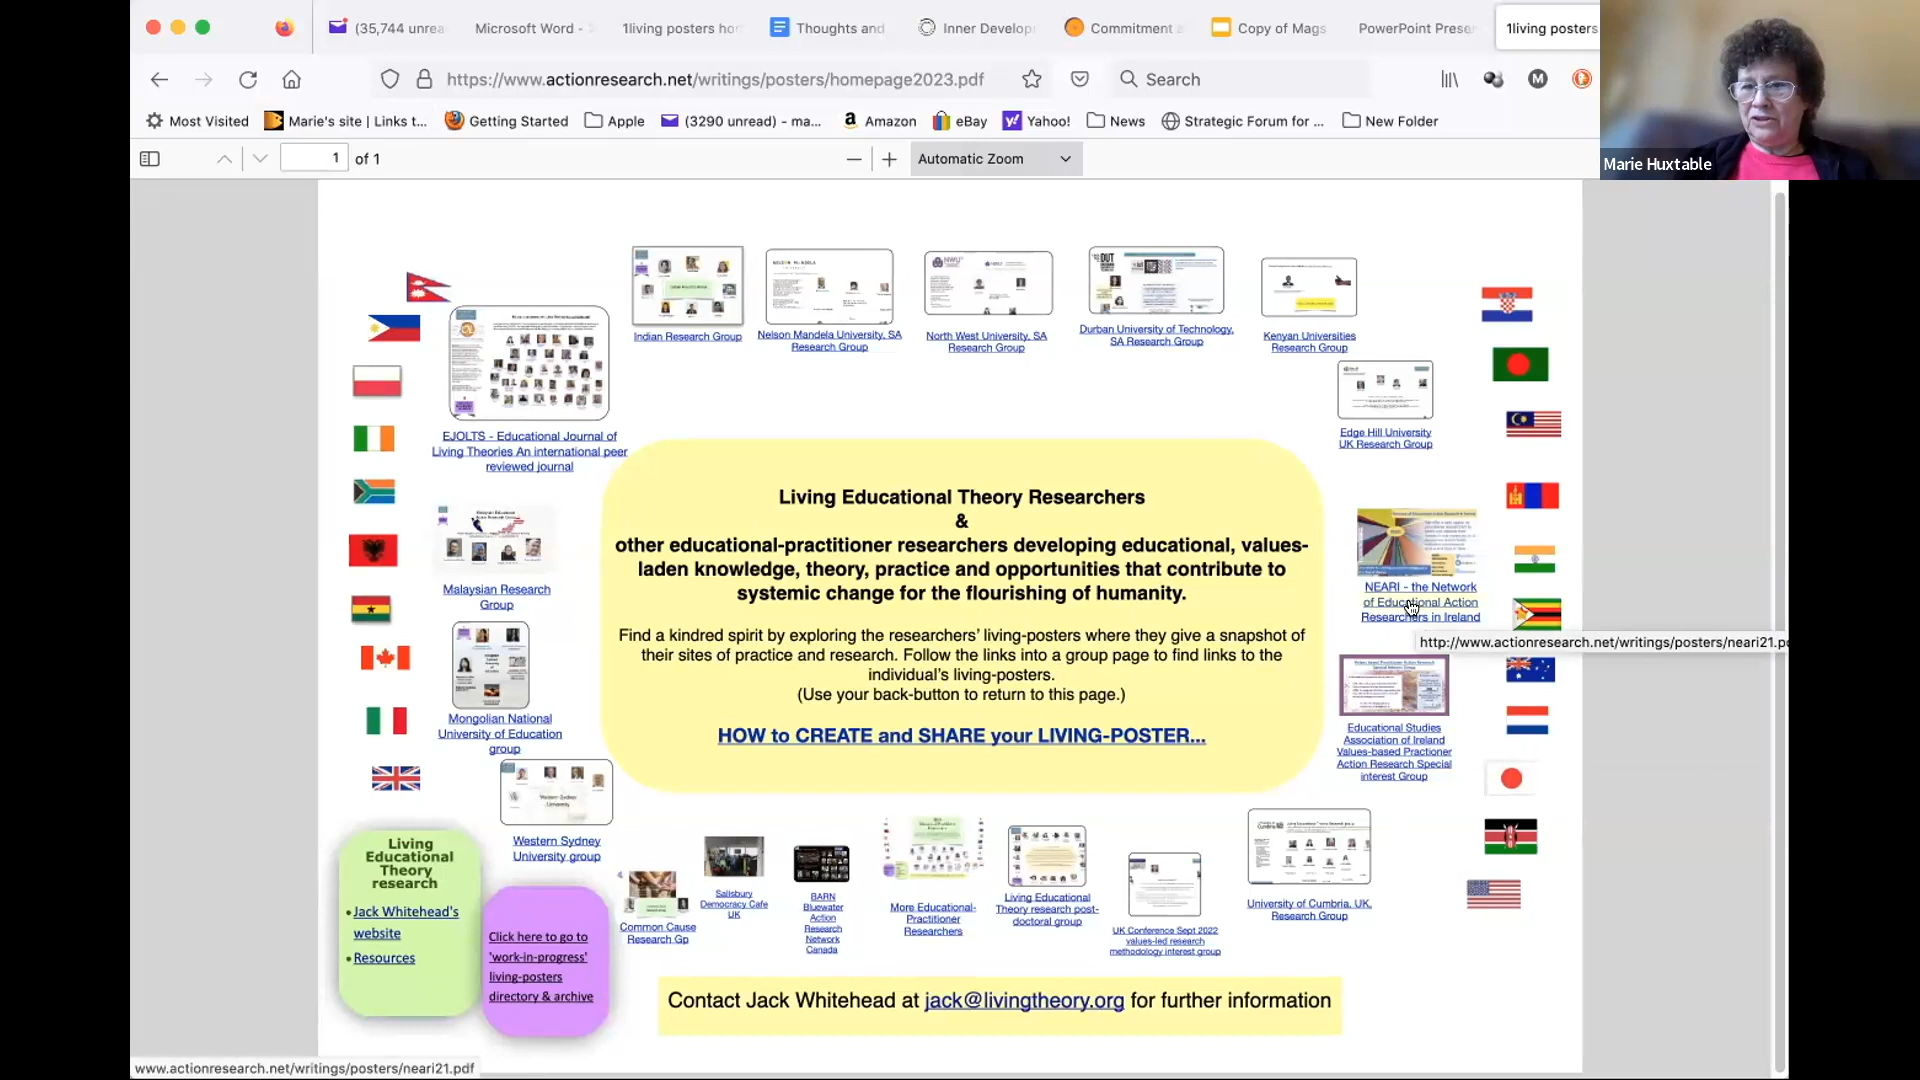 (35,744 unrea
Microsoft Word -
1living posters ho
Thoughts and
Inner Develop
Commitment a
Copy of Mags
PowerPoint Prese
1living posters
https://www.actionresearch.net/writings/posters/homepage2023.pdf
Search
M
Most Visited
Marie's site | Links t...
Getting Started
Apple
(3290 unread) - ma...
Amazon
eBay
Yahoo!
News
Strategic Forum for ...
New Folder
Marie Huxtable
1 of 1
Automatic Zoom
Indian Research Group
Nelson Mandela University, SA
Research Group
North West University, SA
Research Group
Durban University of Technology,
SA Research Group
Kenyan Universities
Research Group
EJOLTS - Educational Journal of
Living Theories An international peer
reviewed journal
Edge Hill University
UK Research Group
Living Educational Theory Researchers
&
other educational-practitioner researchers developing educational, values-
laden knowledge, theory, practice and opportunities that contribute to
systemic change for the flourishing of humanity.
Find a kindred spirit by exploring the researchers' living-posters where they give a snapshot of
their sites of practice and research. Follow the links into a group page to find links to the
individual's living-posters.
(Use your back-button to return to this page.)
HOW to CREATE and SHARE your LIVING-POSTER...
Malaysian Research
Group
NEARI - the Network
of Educational Action
Researchers in Ireland
http://www.actionresearch.net/writings/posters/neari21.pd
Mongolian National
University of Education
group
Educational Studies
Association of Ireland
Values-based Practioner
Action Research Special
interest Group
Western Sydney
University
Western Sydney
University group
Living
Educational
Theory
research
•Jack Whitehead's
website
•Resources
Click here to go to
'work-in-progress'
living-posters
directory & archive
Common Cause
Research Gp
Salisbury
Democracy Cafe
UK
BARN
Bluewater
Action
Research
Network
Canada
More Educational-
Practitioner
Researchers
Living Educational
Theory research post-
doctoral group
UK Conference Sept 2022
values-led research
methodology interest group
University of Cumbria, UK,
Research Group
Contact Jack Whitehead at jack@livingtheory.org for further information
www.actionresearch.net/writings/posters/neari21.pdf